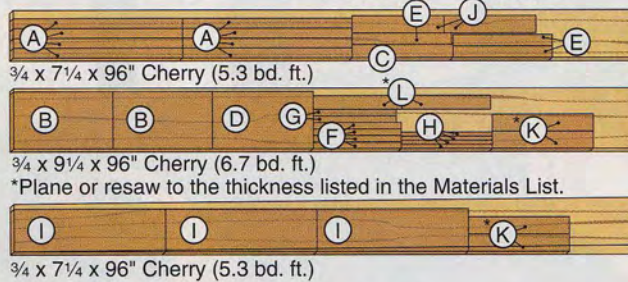 E J
A A E
C
¾ x 7¼ x 96" Cherry (5.3 bd. ft.)
*L
B B D G H *K
F
¾ x 9¼ x 96" Cherry (6.7 bd. ft.)
*Plane or resaw to the thickness listed in the Materials List.
I I I *K
¾ x 7¼ x 96" Cherry (5.3 bd. ft.)